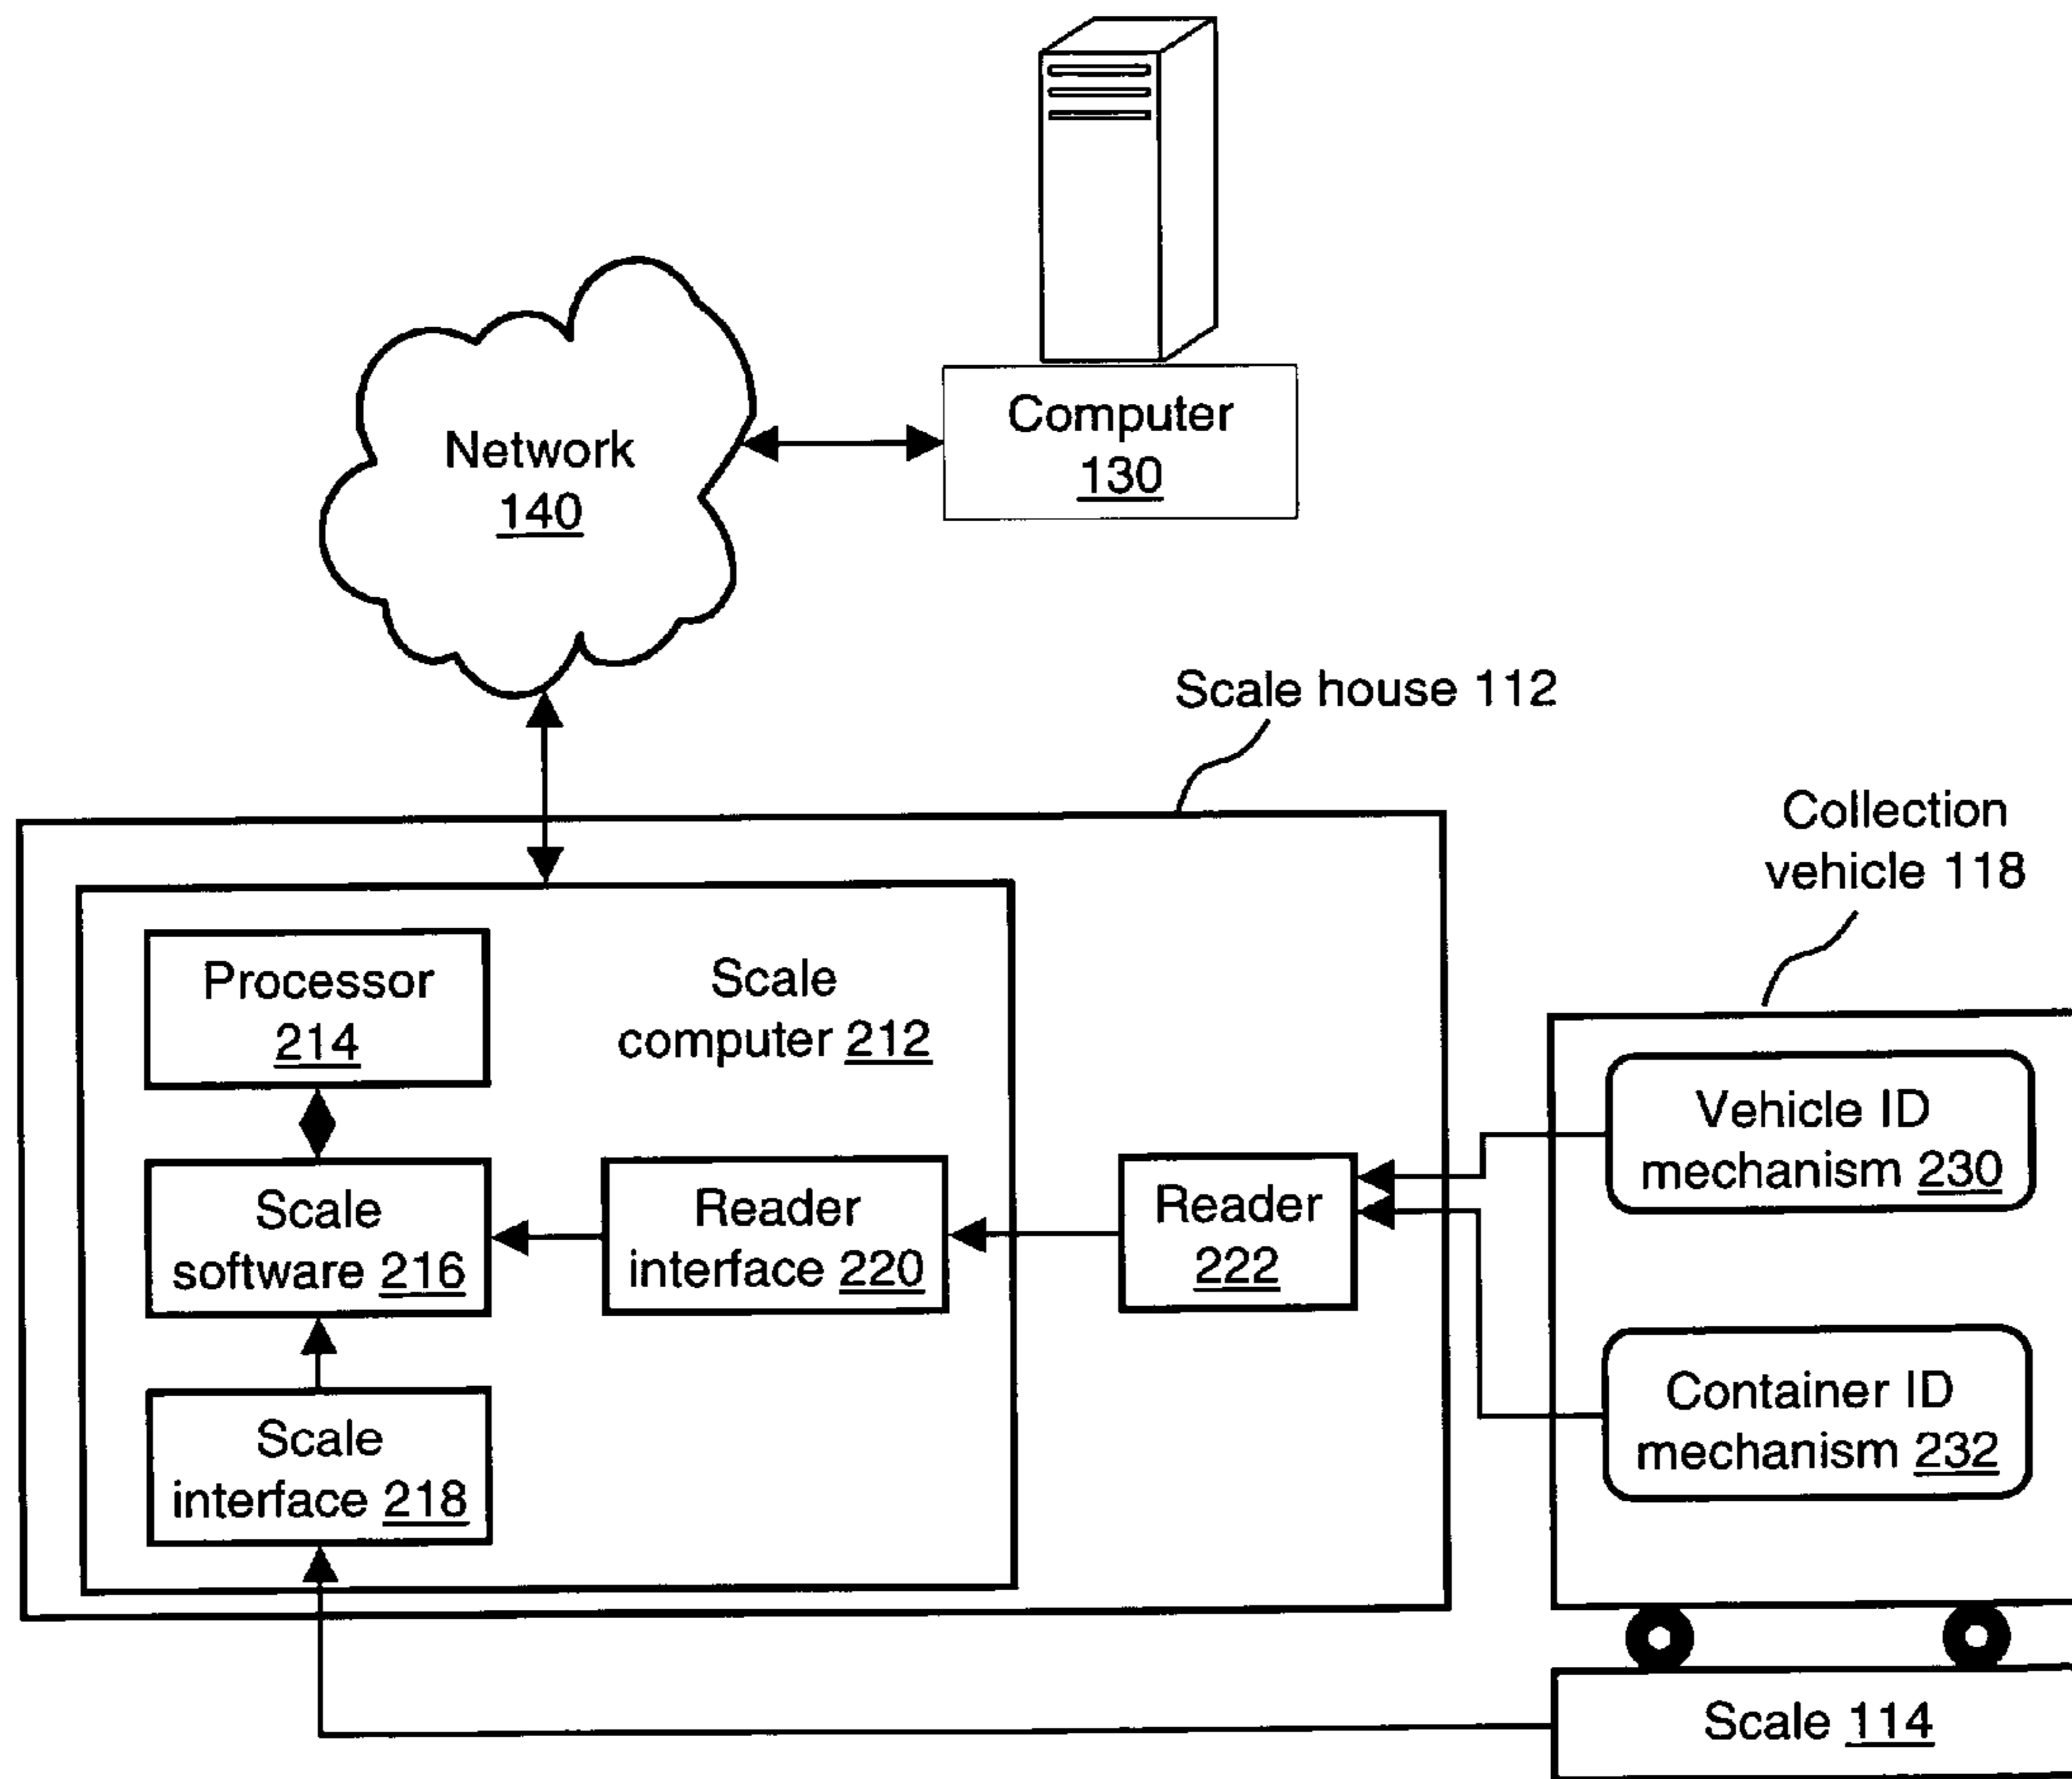 Computer
130
Network
140
Scale house 112
Collection
vehicle 118
Processor
214
Scale
computer 212
Vehicle ID
mechanism 230
Scale
software 216
Reader
interface 220
Reader
222
Container ID
mechanism 232
Scale
interface 218
Scale 114